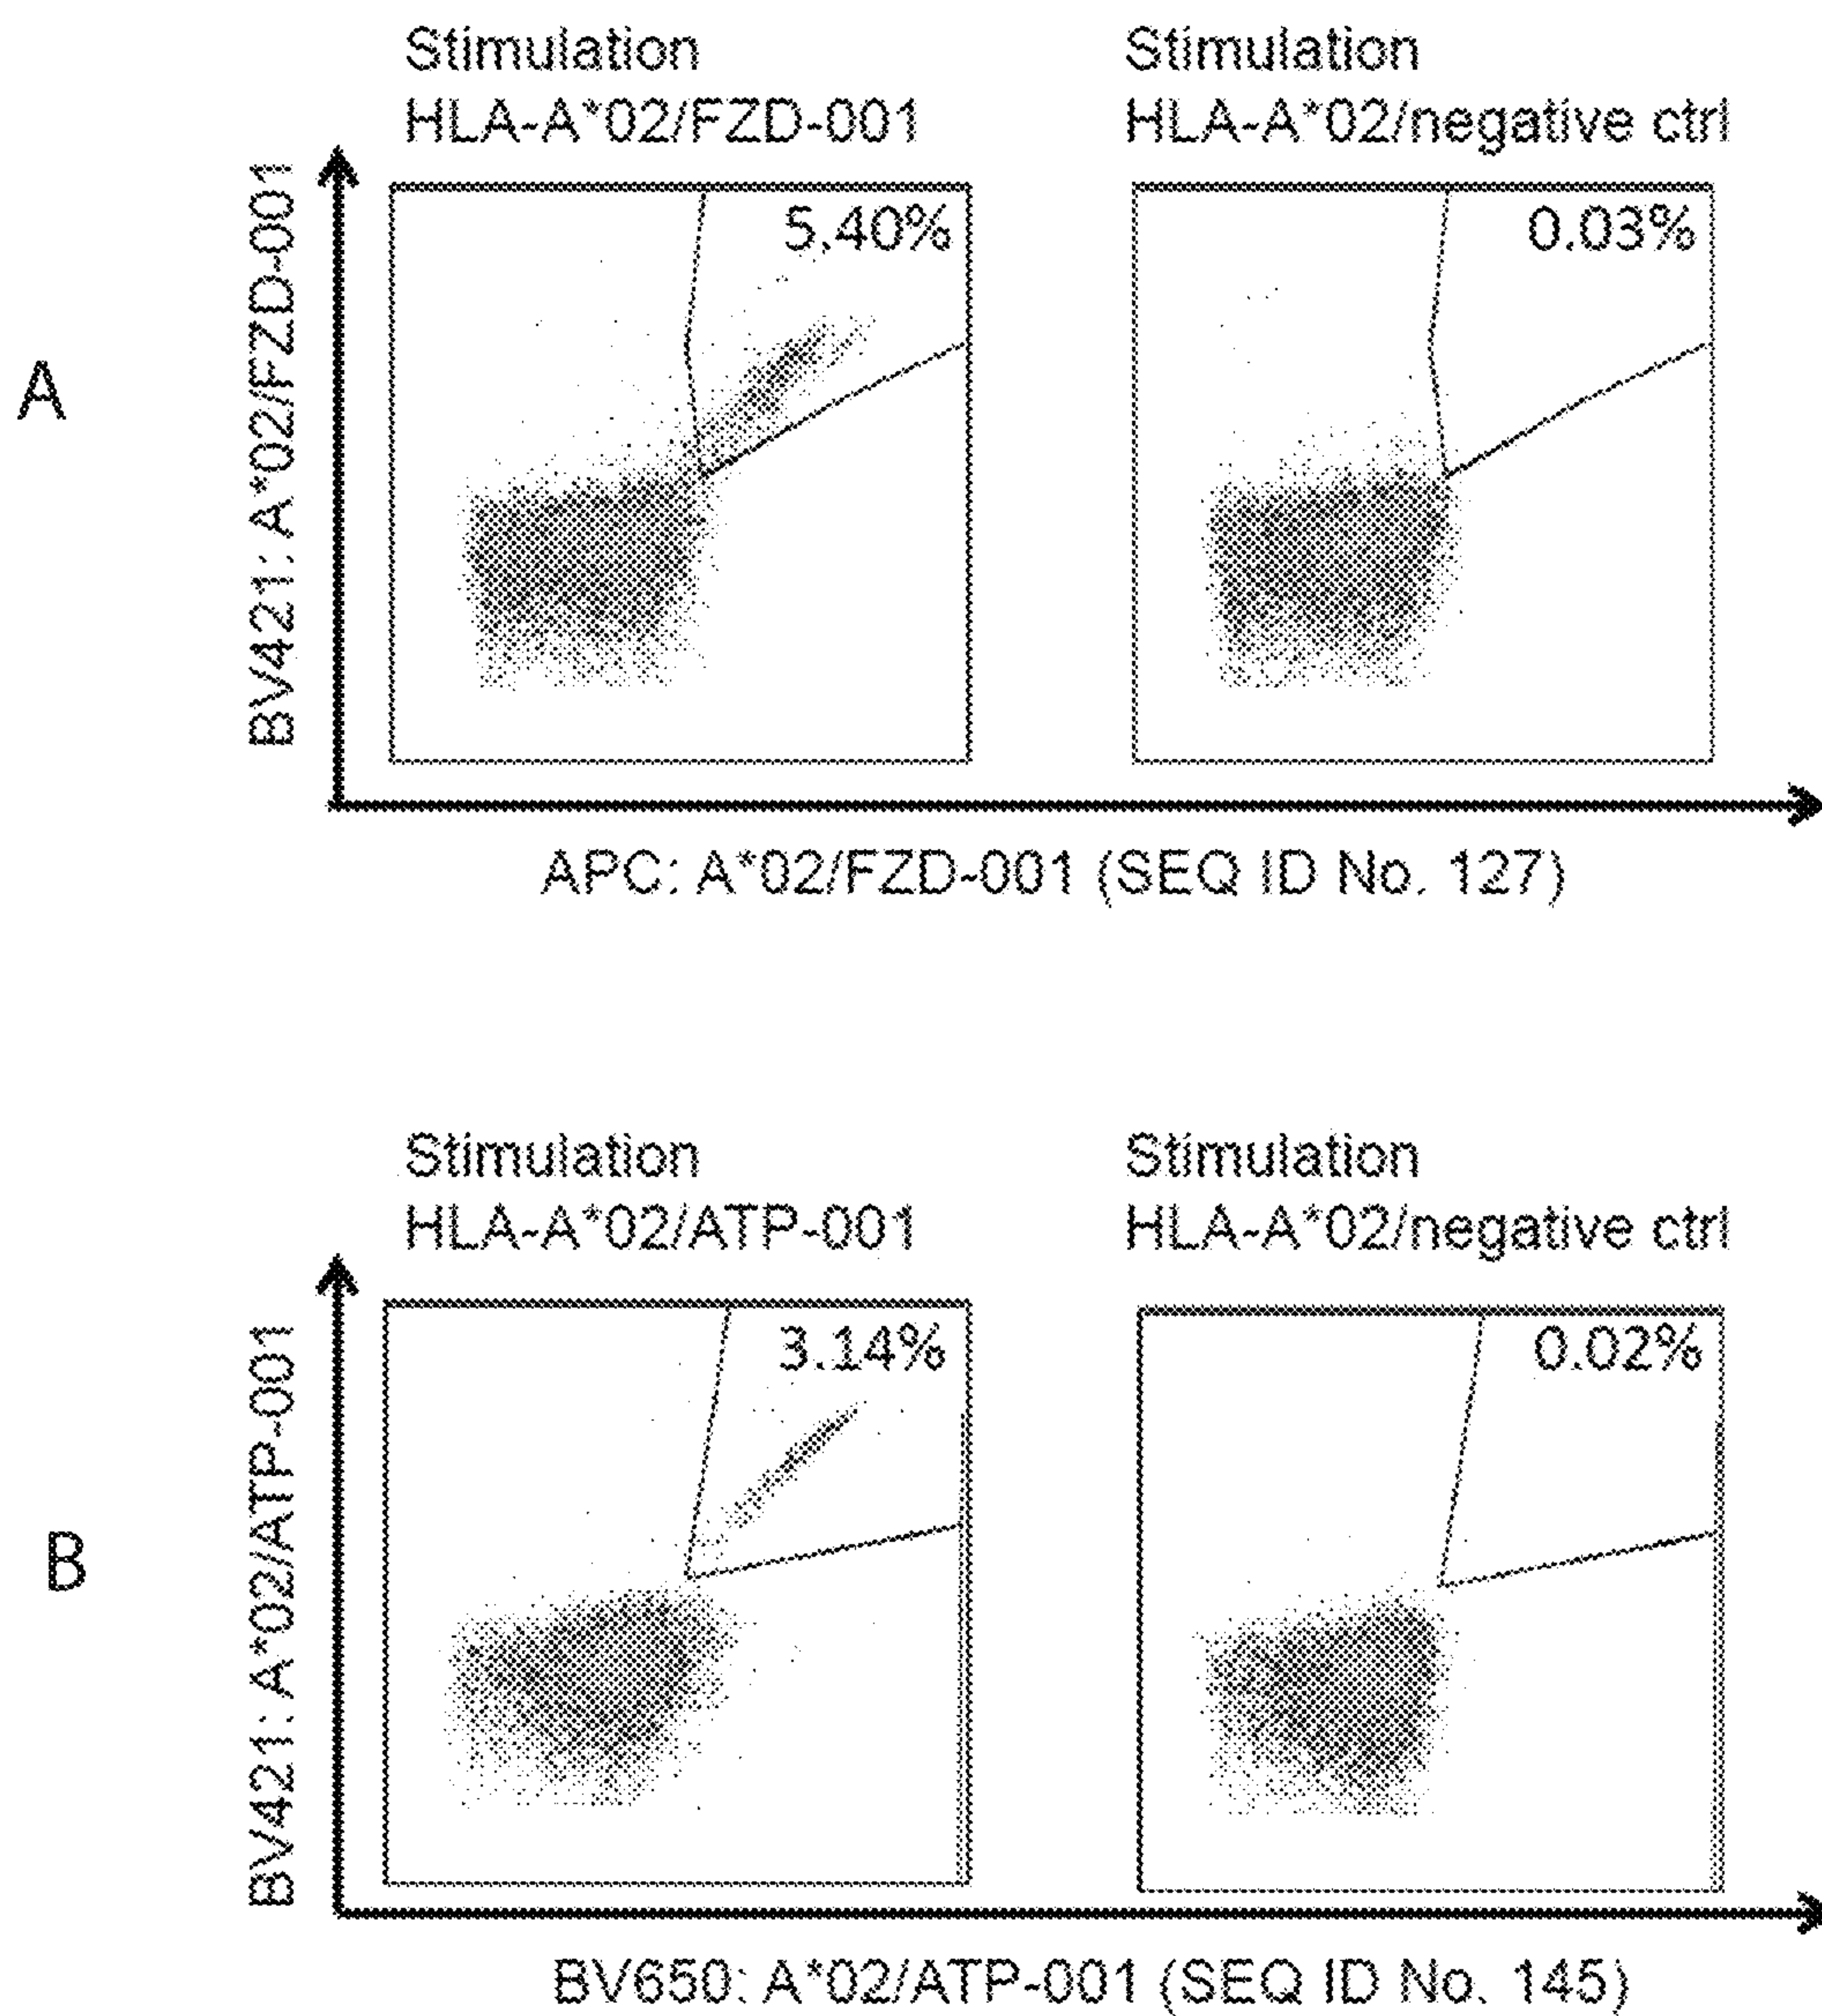 Stimulation
HLA-A*02/FZD-001
Stimulation
HLA-A*02/negative ctrl
5.40%
0.03%
A
BV421: A*02/FZD-001
APC: A*02/FZD-001 (SEQ ID No. 127)
Stimulation
HLA-A*02/ATP-001
Stimulation
HLA-A*02/negative ctrl
3.14%
0.02%
B
BV421: A*02/ATP-001
BV650: A*02/ATP-001 (SEQ ID No. 145)